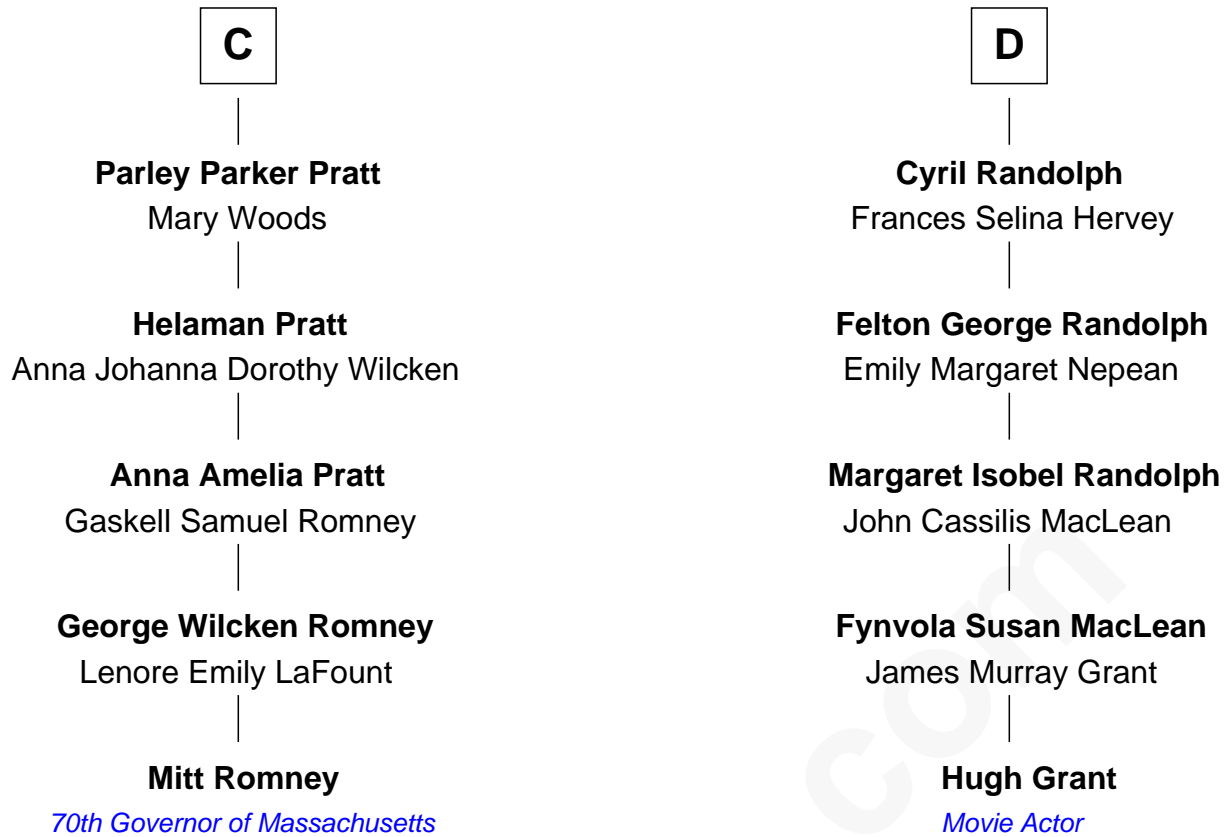 C
Parley Parker Pratt
Mary Woods
Helaman Pratt
Anna Johanna Dorothy Wilcken
Anna Amelia Pratt
Gaskell Samuel Romney
George Wilcken Romney
Lenore Emily LaFount
Mitt Romney
70th Governor of Massachusetts
D
Cyril Randolph
Frances Selina Hervey
Felton George Randolph
Emily Margaret Nepean
Margaret Isobel Randolph
John Cassilis MacLean
Fynvola Susan MacLean
James Murray Grant
Hugh Grant
Movie Actor
com